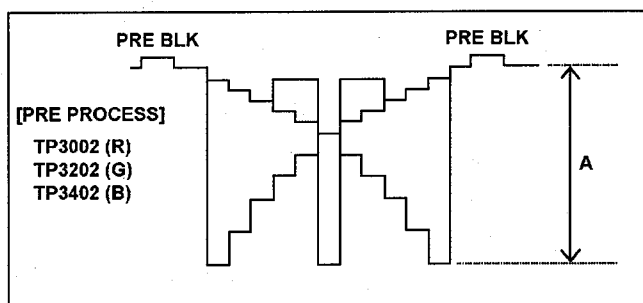 PRE BLK
PRE BLK
[PRE PROCESS]
TP3002 (R)
TP3202 (G)
TP3402 (B)
A